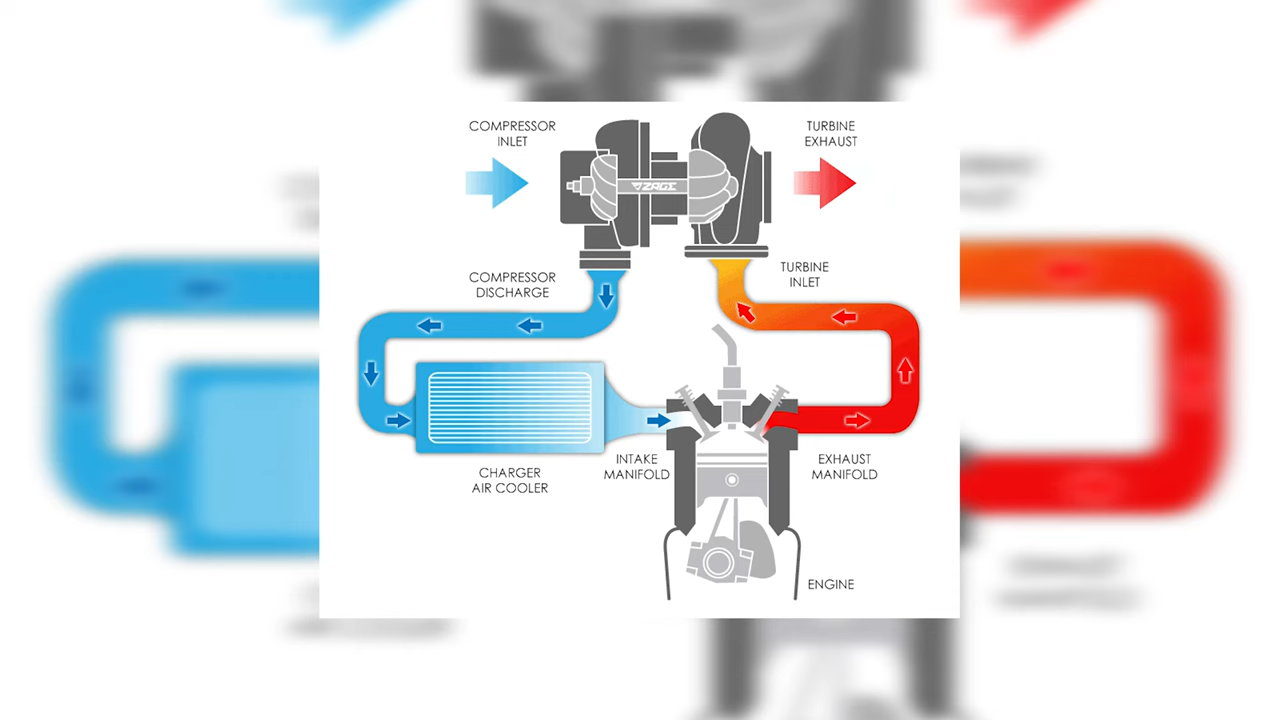 COMPRESSOR
INLET
TURBINE
EXHAUST
ZAGE
COMPRESSOR
DISCHARGE
TURBINE
INLET
INTAKE
MANIFOLD
EXHAUST
MANIFOLD
CHARGER
AIR COOLER
ENGINE